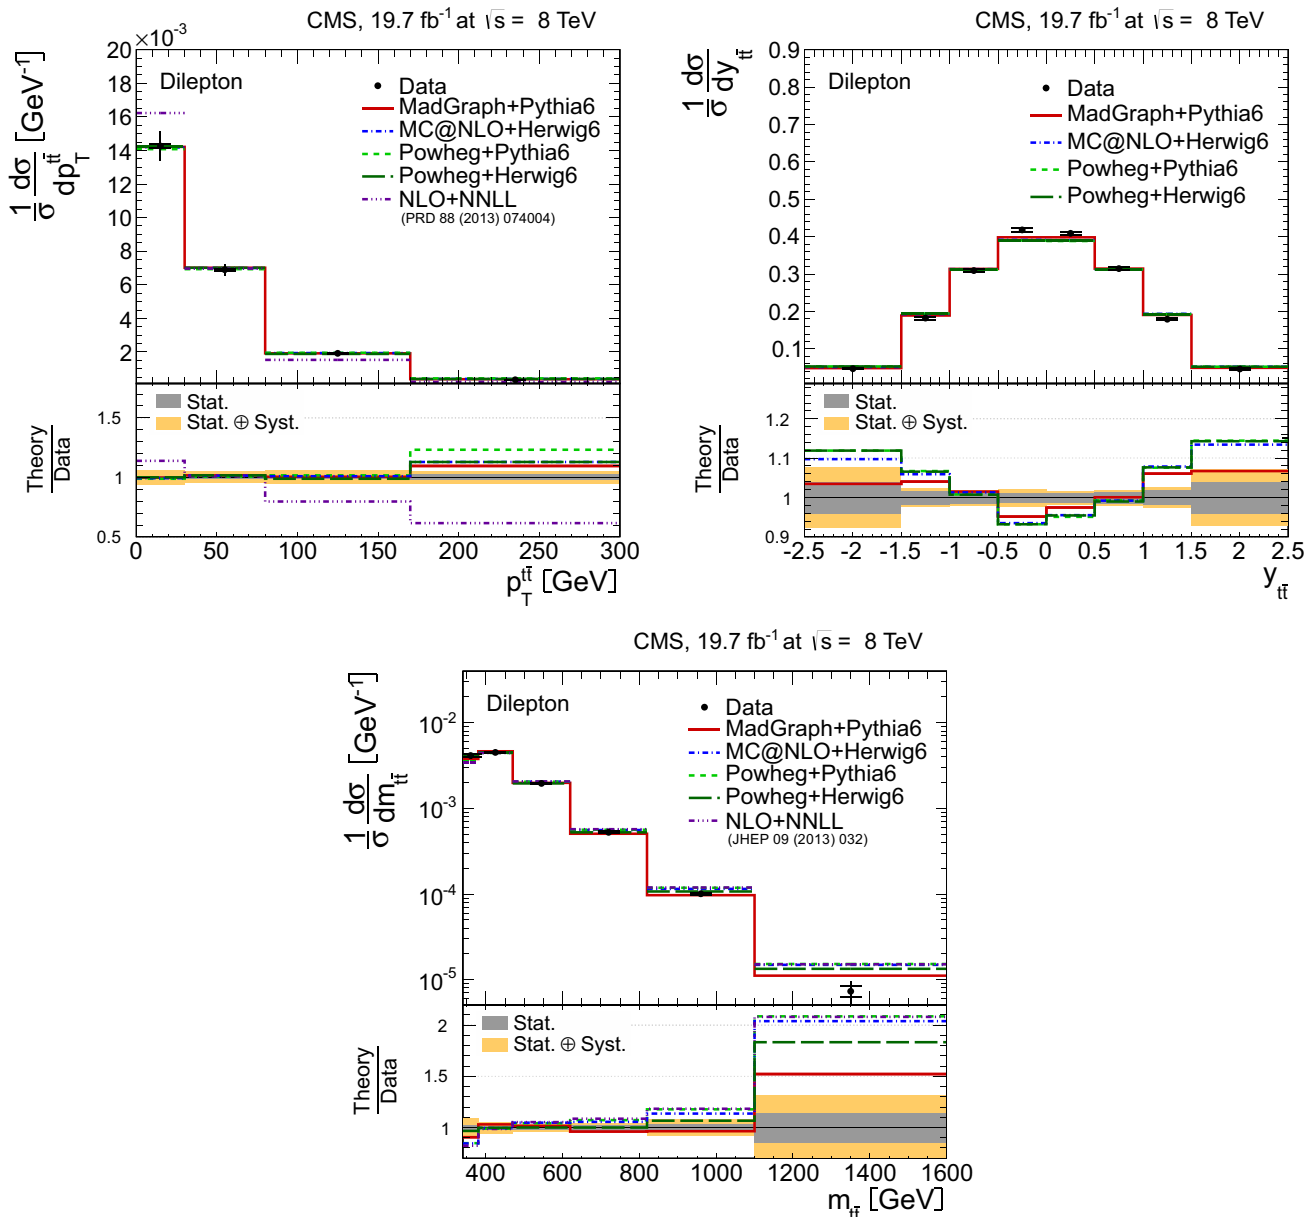 CMS, 19.7 fb⁻¹ at √s = 8 TeV
20 ×10⁻³
18
16
14
12
10
8
6
4
2
1/σ dσ/dp_T^{tt̄} [GeV⁻¹]
Dilepton
Data
MadGraph+Pythia6
MC@NLO+Herwig6
Powheg+Pythia6
Powheg+Herwig6
NLO+NNLL
(PRD 88 (2013) 074004)
Theory/Data
1.5
1
0.5
Stat.
Stat. ⊕ Syst.
0 50 100 150 200 250 300
p_T^{tt̄} [GeV]
CMS, 19.7 fb⁻¹ at √s = 8 TeV
0.9
0.8
0.7
0.6
0.5
0.4
0.3
0.2
0.1
1/σ dσ/dy_{tt̄}
Dilepton
Data
MadGraph+Pythia6
MC@NLO+Herwig6
Powheg+Pythia6
Powheg+Herwig6
Theory/Data
1.2
1.1
1
0.9
Stat.
Stat. ⊕ Syst.
-2.5 -2 -1.5 -1 -0.5 0 0.5 1 1.5 2 2.5
y_{tt̄}
CMS, 19.7 fb⁻¹ at √s = 8 TeV
10⁻²
10⁻³
10⁻⁴
10⁻⁵
1/σ dσ/dm_{tt̄} [GeV⁻¹]
Dilepton
Data
MadGraph+Pythia6
MC@NLO+Herwig6
Powheg+Pythia6
Powheg+Herwig6
NLO+NNLL
(JHEP 09 (2013) 032)
Theory/Data
2
1.5
1
Stat.
Stat. ⊕ Syst.
400 600 800 1000 1200 1400 1600
m_{tt̄} [GeV]